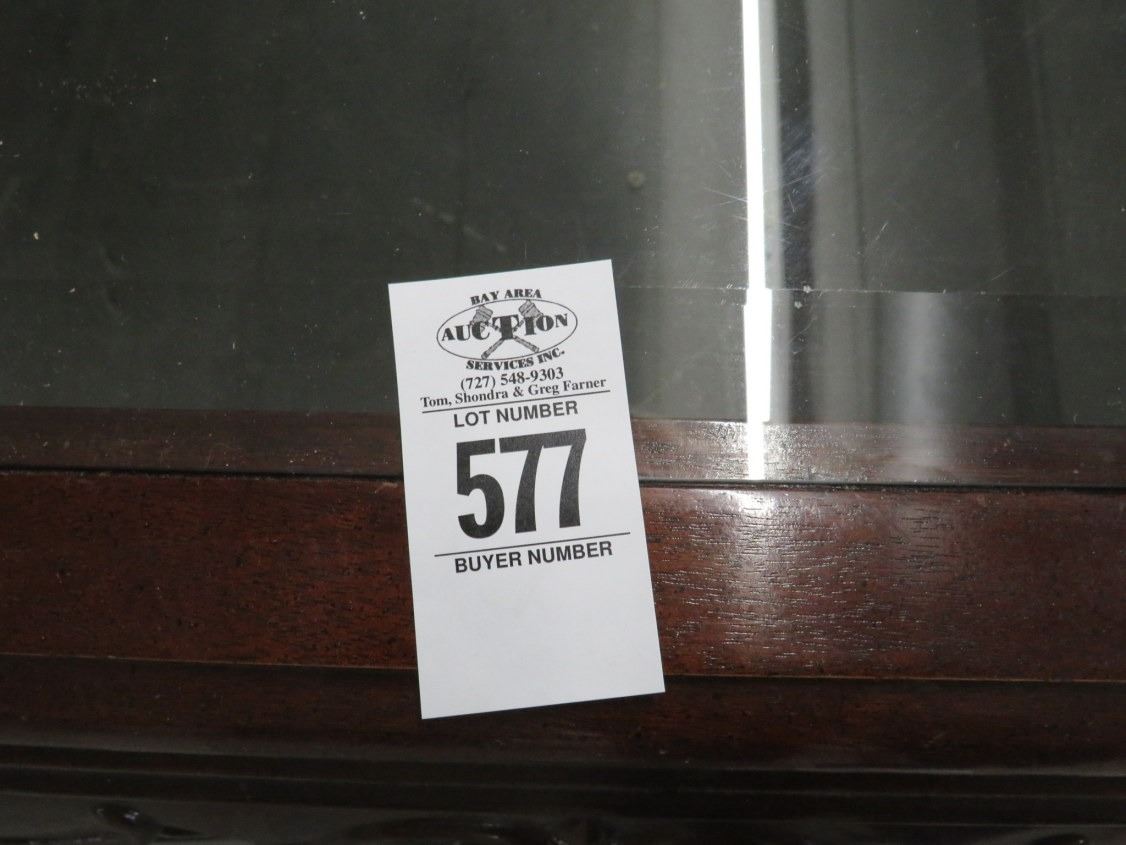 BAY AREA
AUCTION
SERVICES INC.
(727) 548-9303
Tom, Shondra & Greg Farner
LOT NUMBER
577
BUYER NUMBER